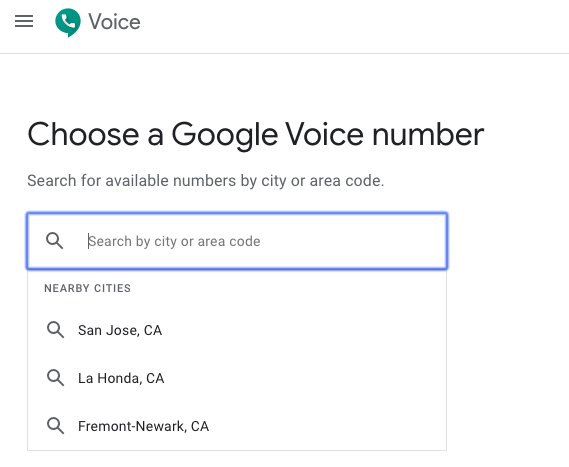 Voice
Choose a Google Voice number
Search for available numbers by city or area code.
Search by city or area code
NEARBY CITIES
San Jose, CA
La Honda, CA
Fremont-Newark, CA